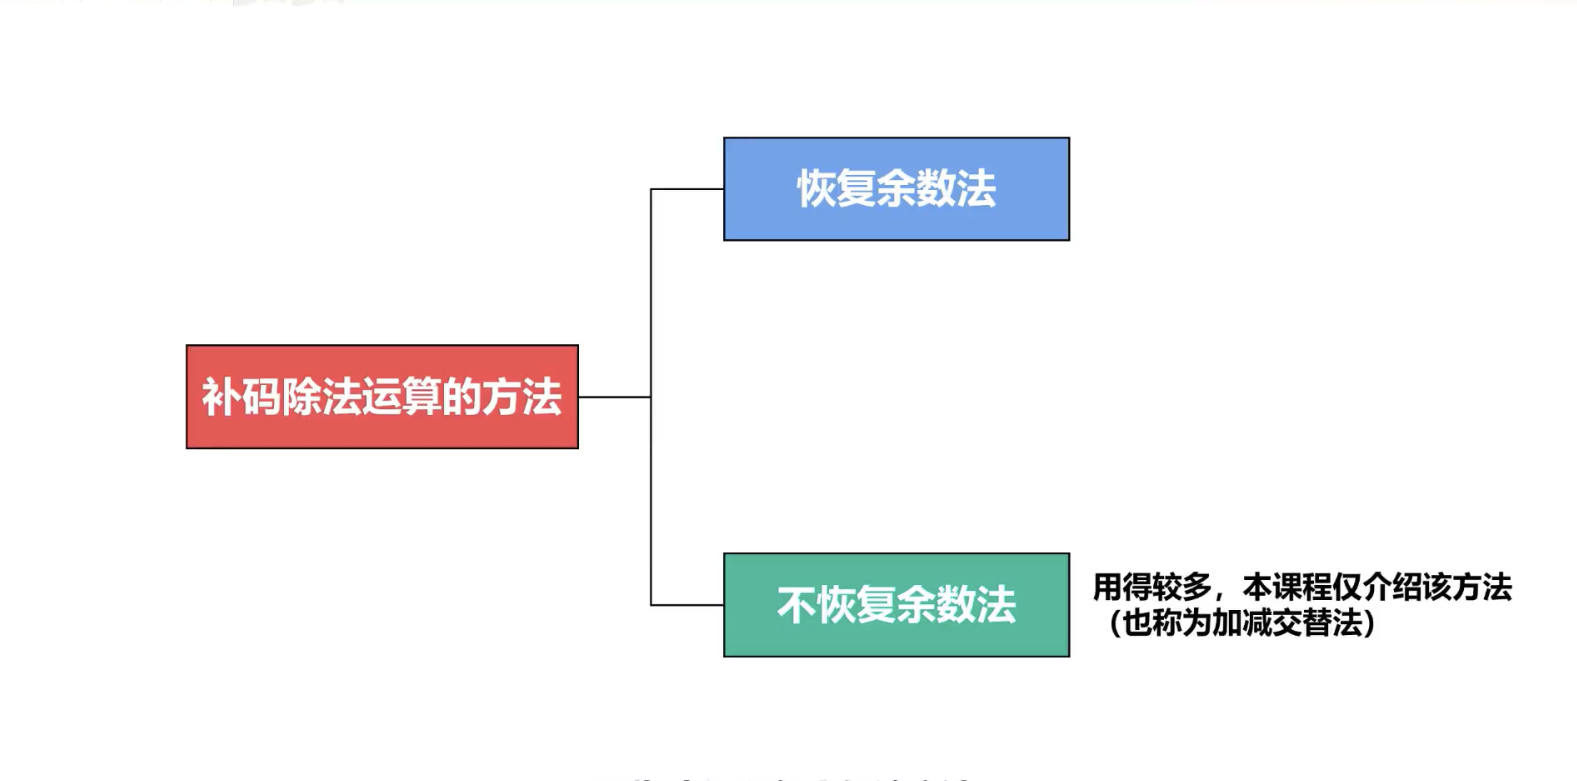 恢复余数法
补码除法运算的方法
不恢复余数法
用得较多，本课程仅介绍该方法
（也称为加减交替法）